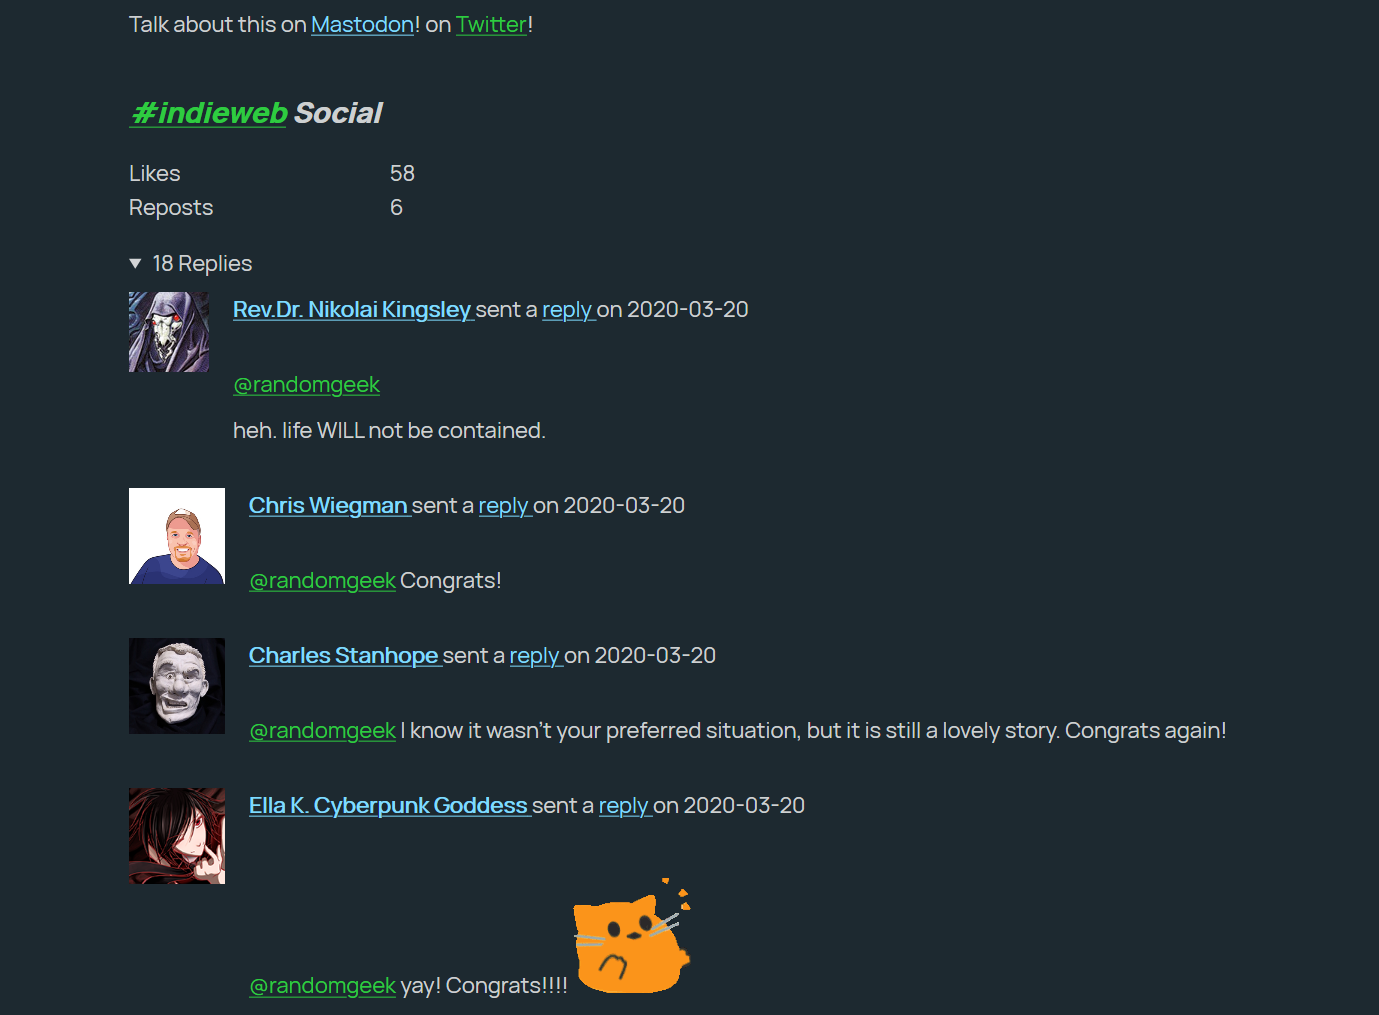 Talk about this on Mastodon! on Twitter!
#indieweb Social
Likes 58
Reposts 6
▼ 18 Replies
Rev.Dr. Nikolai Kingsley sent a reply on 2020-03-20
@randomgeek
heh. life WILL not be contained.
Chris Wiegman sent a reply on 2020-03-20
@randomgeek Congrats!
Charles Stanhope sent a reply on 2020-03-20
@randomgeek I know it wasn't your preferred situation, but it is still a lovely story. Congrats again!
Ella K. Cyberpunk Goddess sent a reply on 2020-03-20
@randomgeek yay! Congrats!!!!